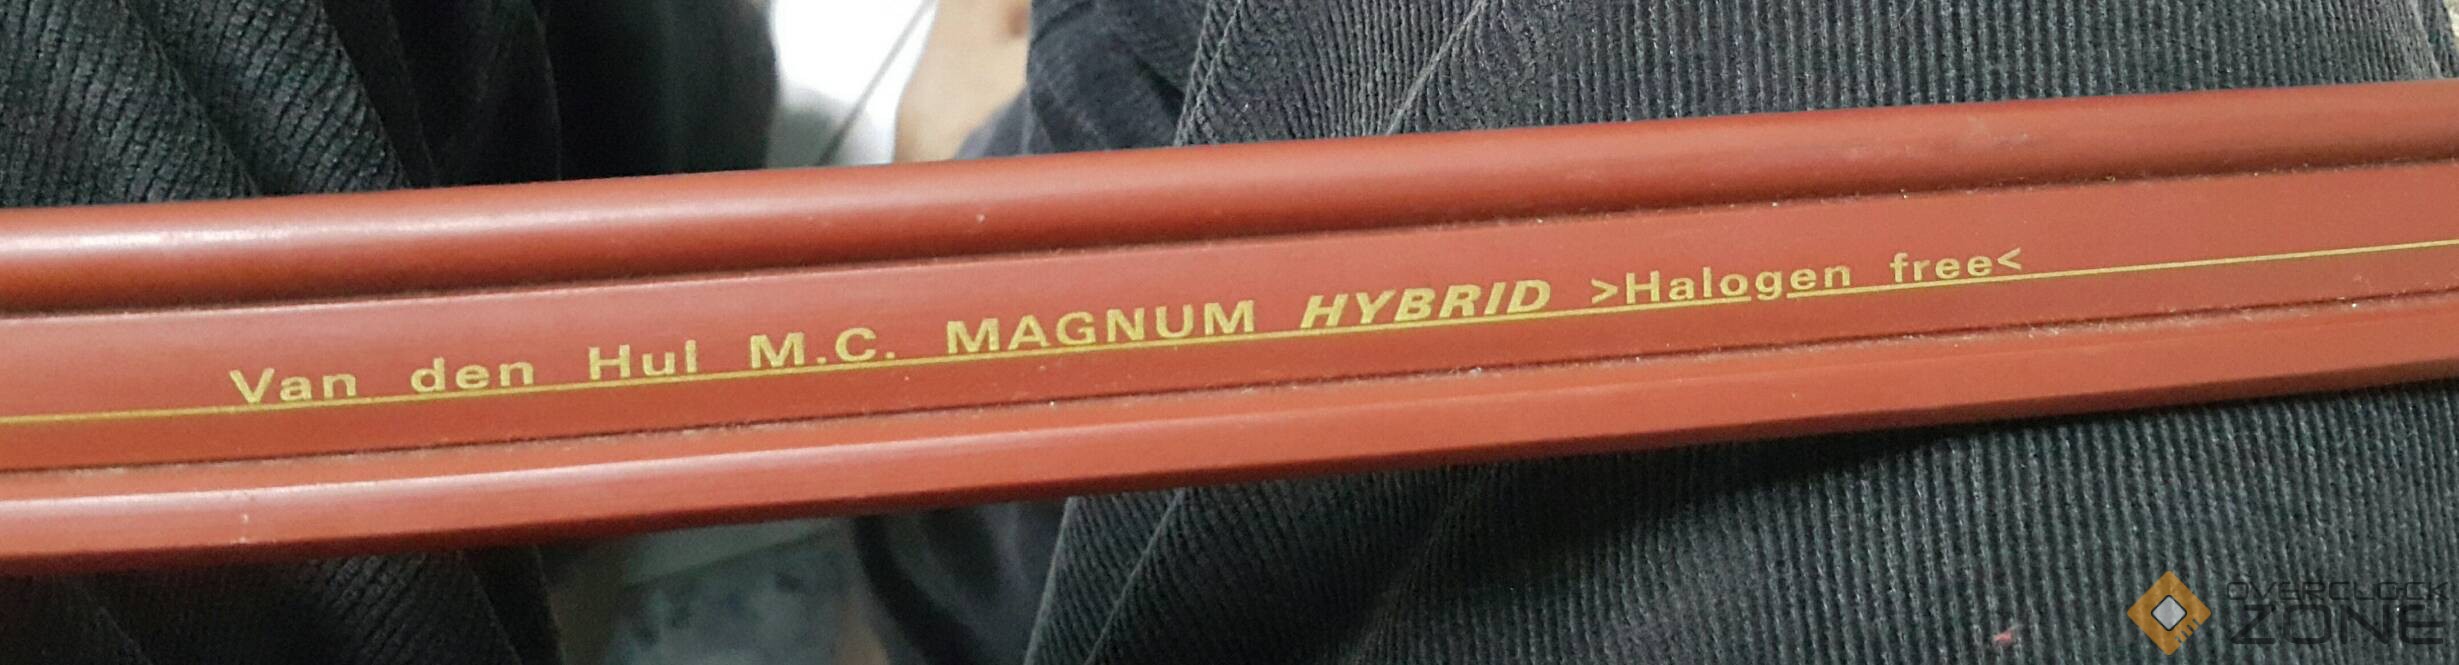 Van den Hul M.C. MAGNUM HYBRID >Halogen free<
OVERCLOCK
ZONE